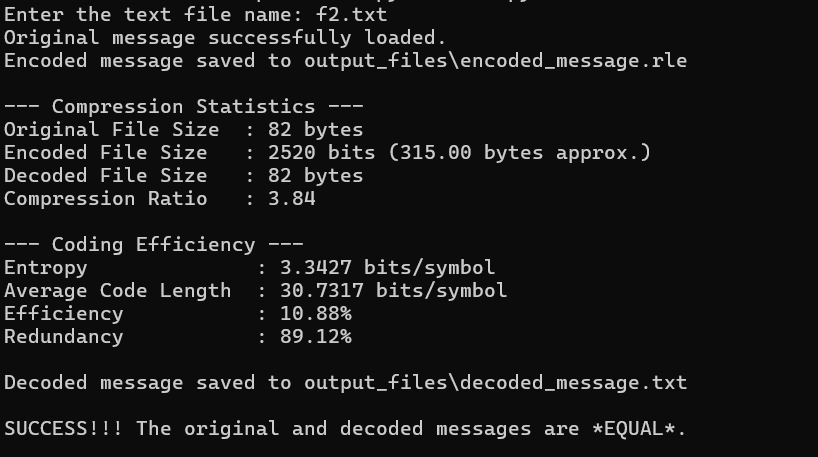 Enter the text file name: f2.txt
Original message successfully loaded.
Encoded message saved to output_files\encoded_message.rle
--- Compression Statistics ---
Original File Size  : 82 bytes
Encoded File Size   : 2520 bits (315.00 bytes approx.)
Decoded File Size   : 82 bytes
Compression Ratio   : 3.84
--- Coding Efficiency ---
Entropy              : 3.3427 bits/symbol
Average Code Length  : 30.7317 bits/symbol
Efficiency           : 10.88%
Redundancy           : 89.12%
Decoded message saved to output_files\decoded_message.txt
SUCCESS!!! The original and decoded messages are *EQUAL*.